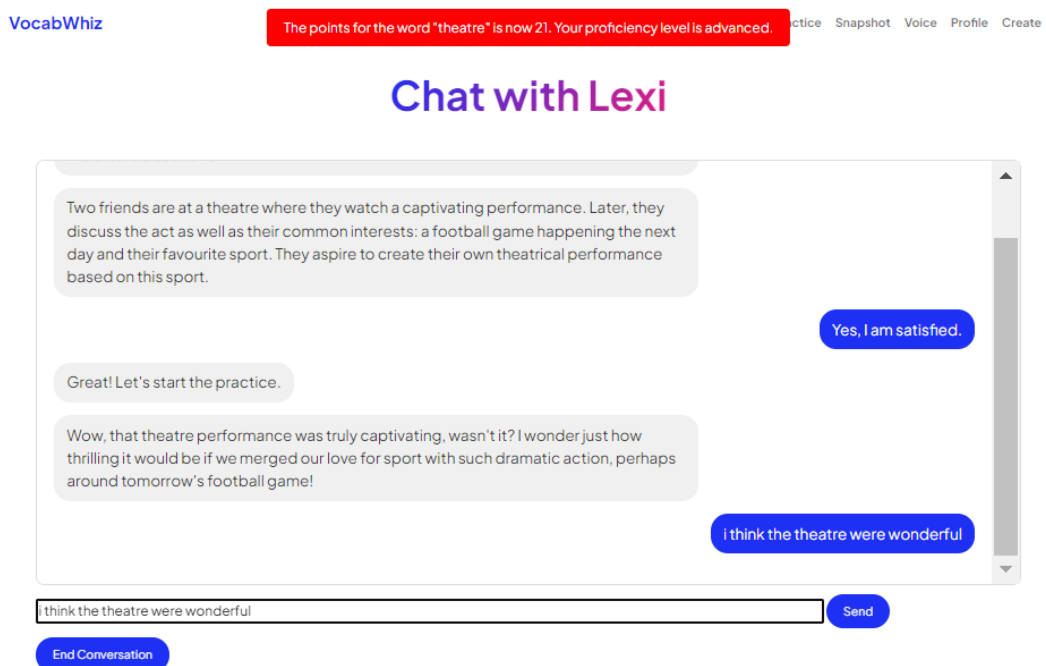 VocabWhiz
The points for the word "theatre" is now 21. Your proficiency level is advanced.
Snapshot Voice Profile Create
Chat with Lexi
Two friends are at a theatre where they watch a captivating performance. Later, they
discuss the act as well as their common interests: a football game happening the next
day and their favourite sport. They aspire to create their own theatrical performance
based on this sport.
Yes, I am satisfied.
Great! Let's start the practice.
Wow, that theatre performance was truly captivating, wasn't it? I wonder just how
thrilling it would be if we merged our love for sport with such dramatic action, perhaps
around tomorrow's football game!
i think the theatre were wonderful
i think the theatre were wonderful
Send
End Conversation